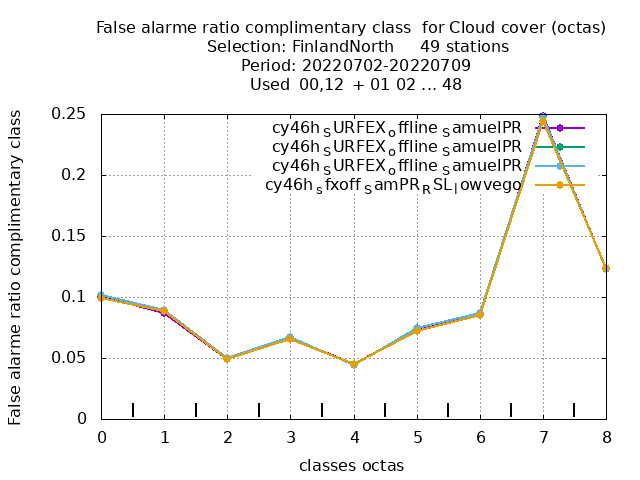 False alarme ratio complimentary class  for Cloud cover (octas)
Selection: FinlandNorth     49 stations
Period: 20220702-20220709
Used  00,12  + 01 02 ... 48
False alarme ratio complimentary class
0.25
0.2
0.15
0.1
0.05
0
cy46h_SURFEX_offline_SamuelPR
cy46h_SURFEX_offline_SamuelPR
cy46h_SURFEX_offline_SamuelPR
cy46h_sfxoff_SamPR_RSL_lowvego
0 1 2 3 4 5 6 7 8
classes octas